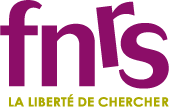 fnrs
LA LIBERTÉ DE CHERCHER